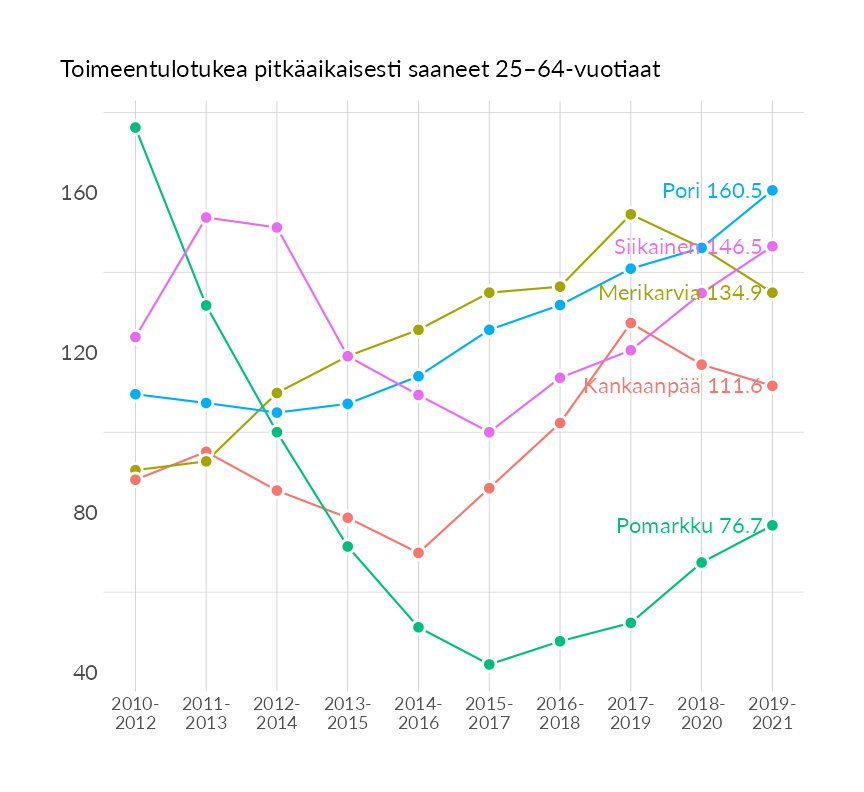 Toimeentulotukea pitkäaikaisesti saaneet 25–64-vuotiaat
160
120
80
40
Pori 160.5
Siikainen 146.5
Merikarvia 134.9
Kankaanpää 111.6
Pomarkku 76.7
2010- 2011- 2012- 2013- 2014- 2015- 2016- 2017- 2018- 2019-
2012 2013 2014 2015 2016 2017 2018 2019 2020 2021